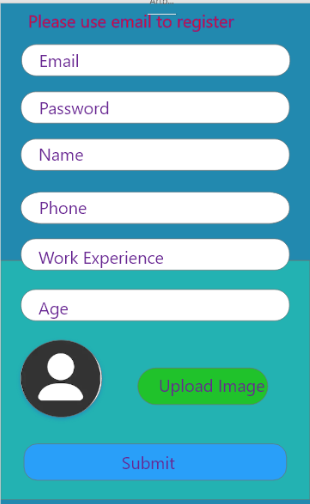 Please use email to register
Email
Password
Name
Phone
Work Experience
Age
Upload Image
Submit